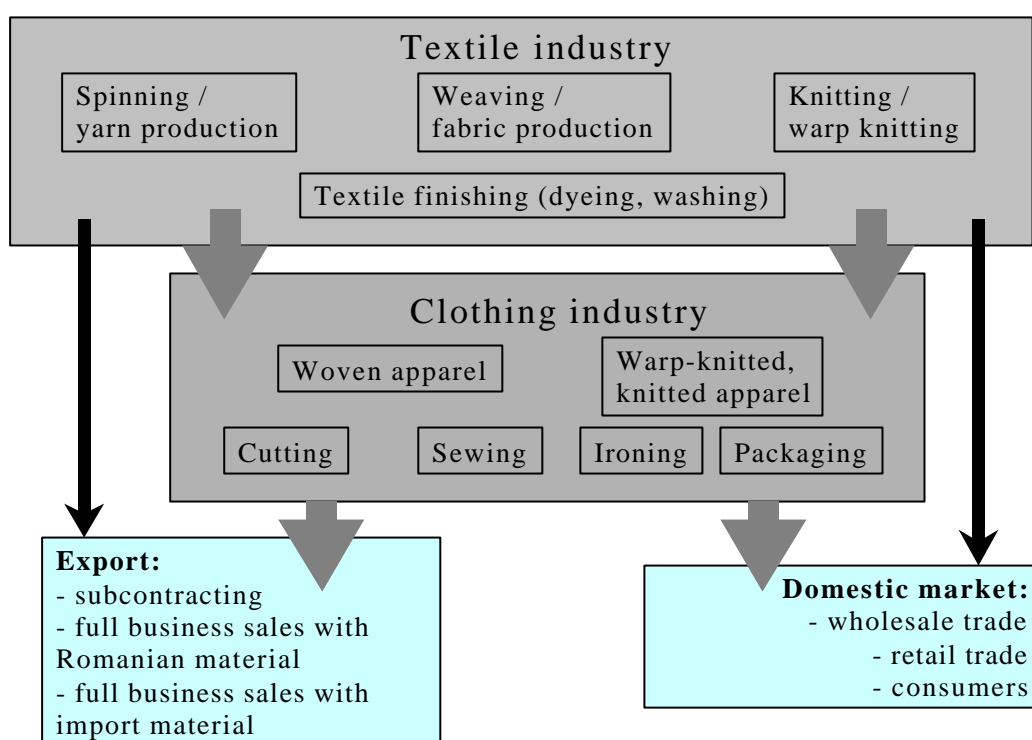 Textile industry
Spinning /
yarn production
Weaving /
fabric production
Knitting /
warp knitting
Textile finishing (dyeing, washing)
Clothing industry
Woven apparel
Warp-knitted,
knitted apparel
Cutting
Sewing
Ironing
Packaging
Export:
- subcontracting
- full business sales with
Romanian material
- full business sales with
import material
Domestic market:
- wholesale trade
- retail trade
- consumers